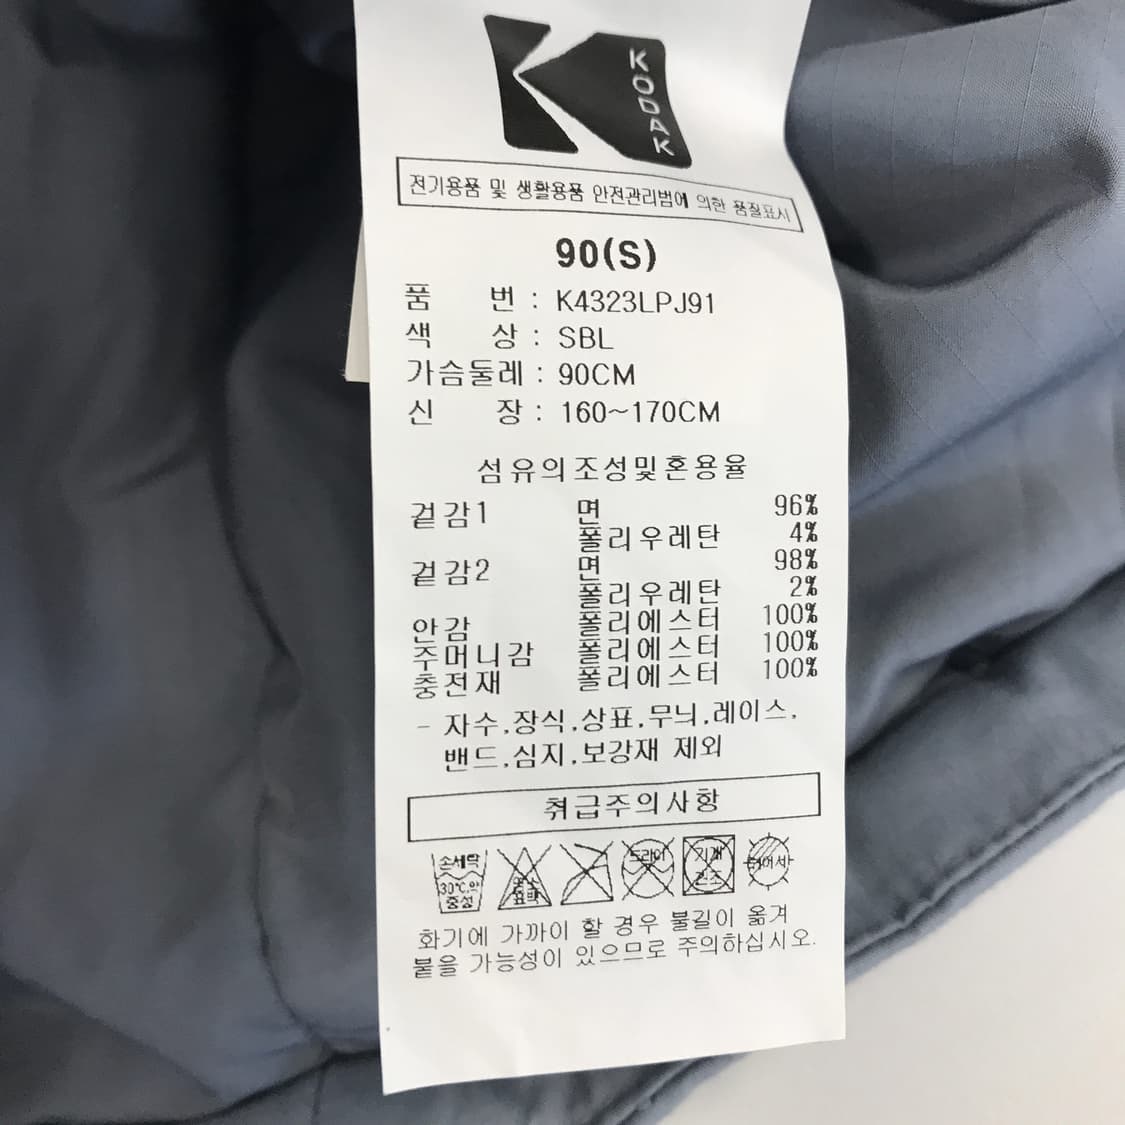 KODAK
전기용품 및 생활용품 안전관리법에 의한 품질표시
90(S)
품 번 : K4323LPJ91
색 상 : SBL
가슴둘레 : 90CM
신 장 : 160~170CM
섬유의조성및혼용율
겉감1 면 96%
폴리우레탄 4%
겉감2 면 98%
폴리우레탄 2%
안감 폴리에스터 100%
주머니감 폴리에스터 100%
충전재 폴리에스터 100%
- 자수.장식.상표.무늬.레이스.
밴드.심지.보강재 제외
취급주의사항
손세탁
30℃.약
중성
염소
표백
드라이
기계
건조
뉘어서
화기에 가까이 할 경우 불길이 옮겨
붙을 가능성이 있으므로 주의하십시오.